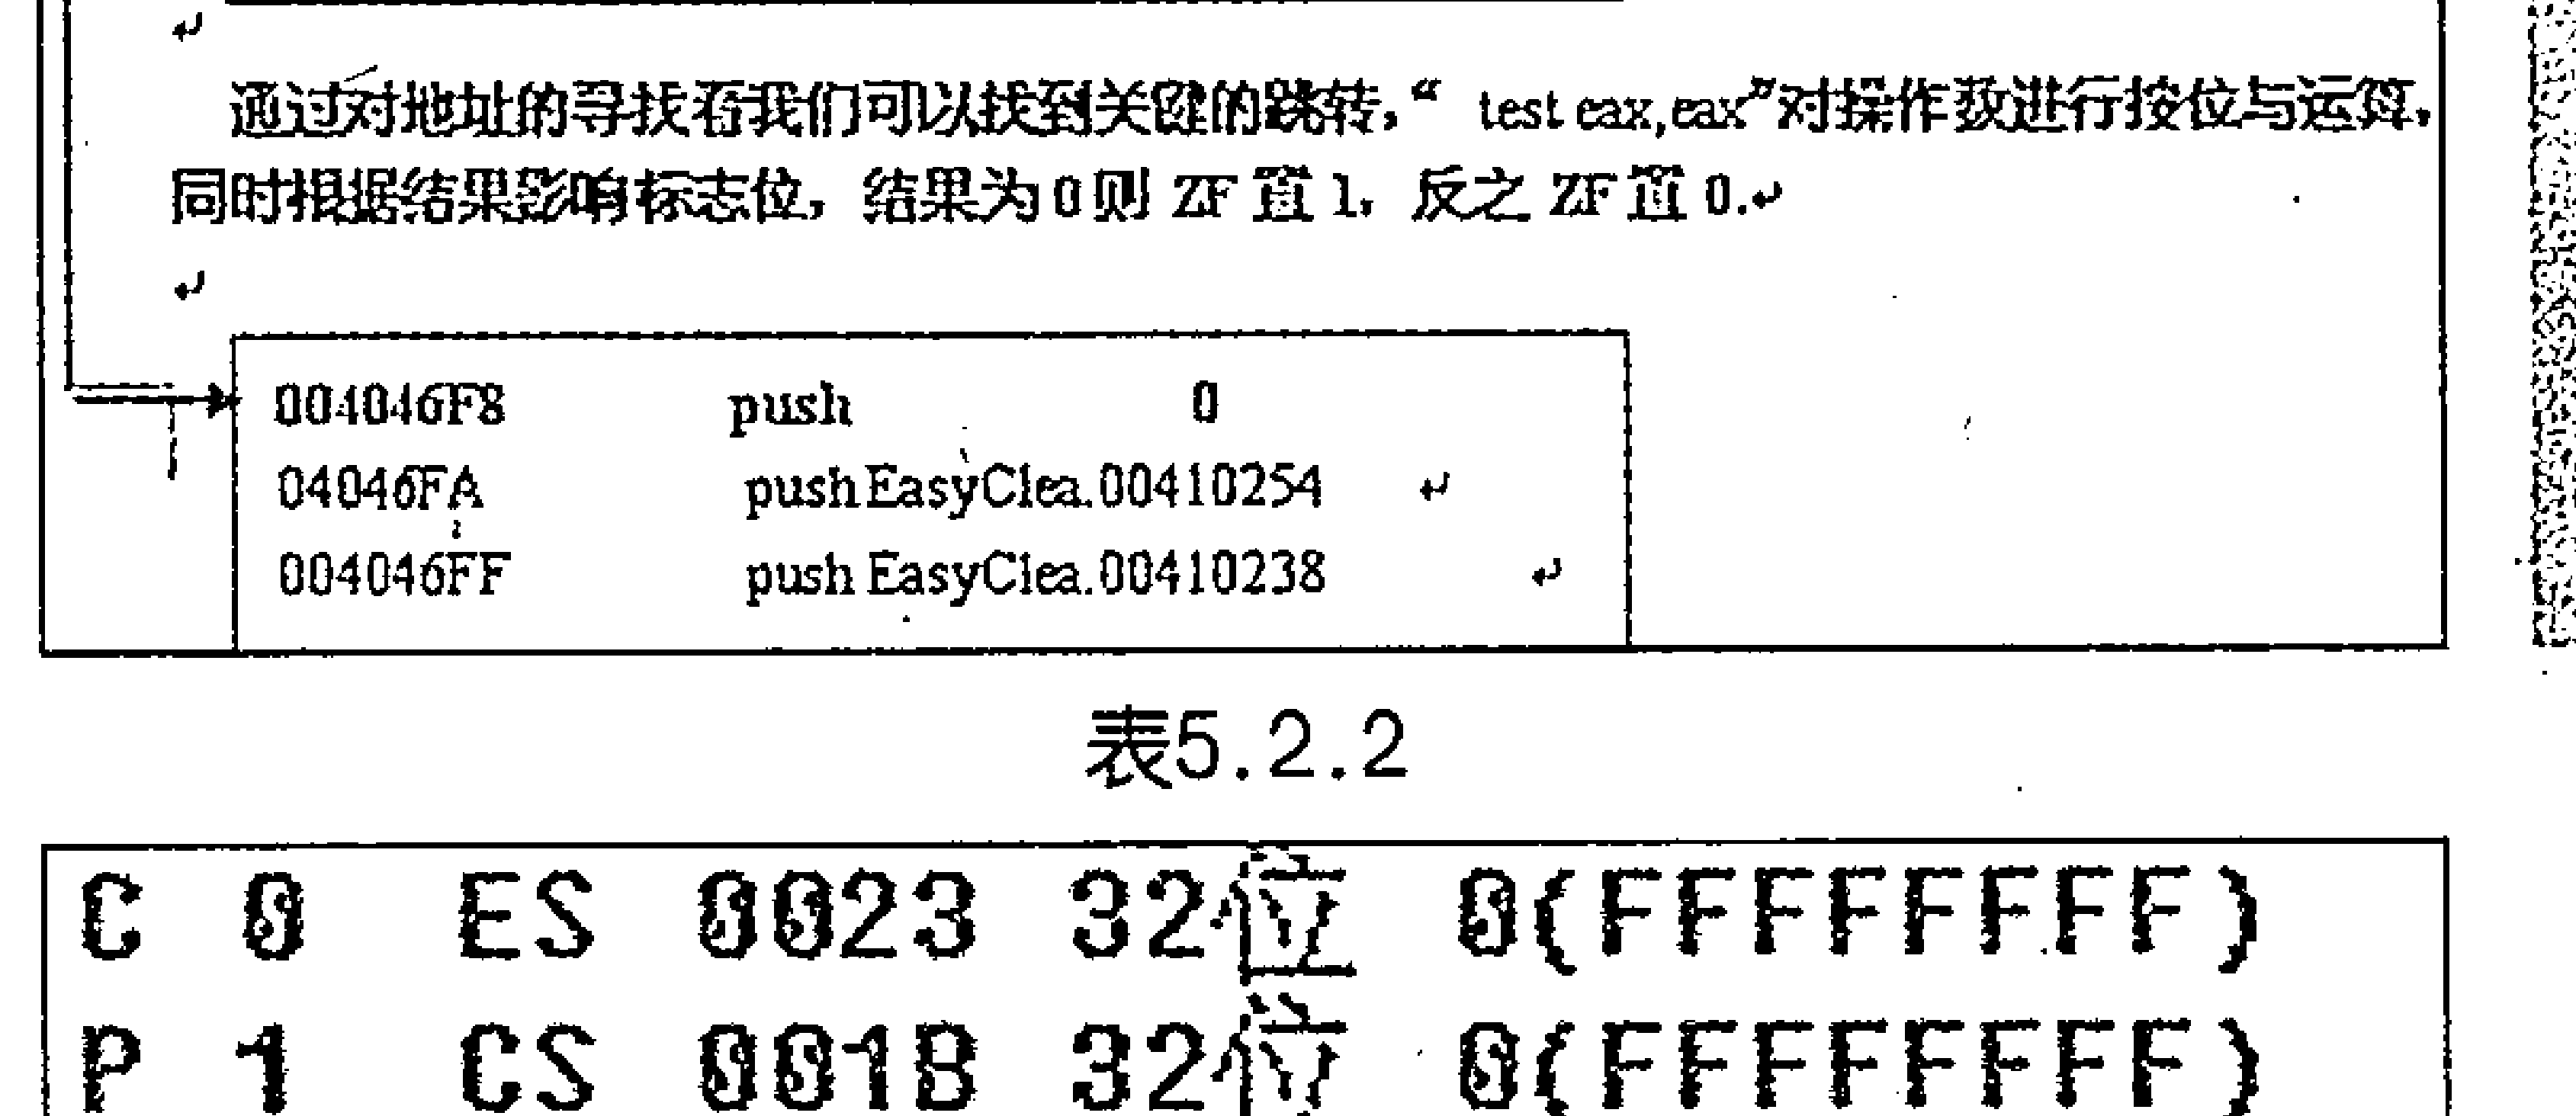 ↵
通过对地址的寻找看我们可以找到关键的跳转,“ test eax,eax”对操作数进行按位与运算,
同时根据结果影响标志位, 结果为 0 则 ZF 置 1, 反之 ZF 置 0.↵
↵
004046F8 push 0
04046FA push EasyClea.00410254 ↵
004046FF push EasyClea.00410238 ↵
表5.2.2
C 0 ES 0023 32位 0(FFFFFFFF)
P 1 CS 001B 32位 0(FFFFFFFF)